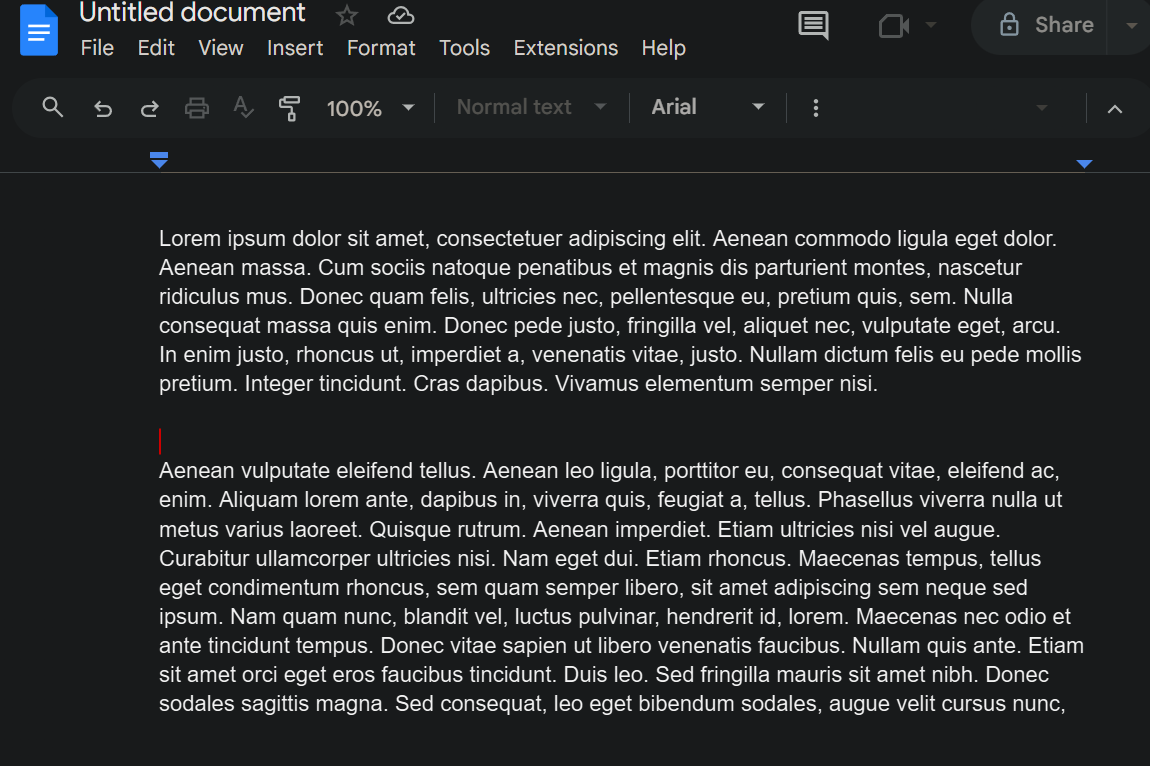 Untitled document
File Edit View Insert Format Tools Extensions Help
Share
100% Normal text Arial
Lorem ipsum dolor sit amet, consectetuer adipiscing elit. Aenean commodo ligula eget dolor.
Aenean massa. Cum sociis natoque penatibus et magnis dis parturient montes, nascetur
ridiculus mus. Donec quam felis, ultricies nec, pellentesque eu, pretium quis, sem. Nulla
consequat massa quis enim. Donec pede justo, fringilla vel, aliquet nec, vulputate eget, arcu.
In enim justo, rhoncus ut, imperdiet a, venenatis vitae, justo. Nullam dictum felis eu pede mollis
pretium. Integer tincidunt. Cras dapibus. Vivamus elementum semper nisi.
Aenean vulputate eleifend tellus. Aenean leo ligula, porttitor eu, consequat vitae, eleifend ac,
enim. Aliquam lorem ante, dapibus in, viverra quis, feugiat a, tellus. Phasellus viverra nulla ut
metus varius laoreet. Quisque rutrum. Aenean imperdiet. Etiam ultricies nisi vel augue.
Curabitur ullamcorper ultricies nisi. Nam eget dui. Etiam rhoncus. Maecenas tempus, tellus
eget condimentum rhoncus, sem quam semper libero, sit amet adipiscing sem neque sed
ipsum. Nam quam nunc, blandit vel, luctus pulvinar, hendrerit id, lorem. Maecenas nec odio et
ante tincidunt tempus. Donec vitae sapien ut libero venenatis faucibus. Nullam quis ante. Etiam
sit amet orci eget eros faucibus tincidunt. Duis leo. Sed fringilla mauris sit amet nibh. Donec
sodales sagittis magna. Sed consequat, leo eget bibendum sodales, augue velit cursus nunc,